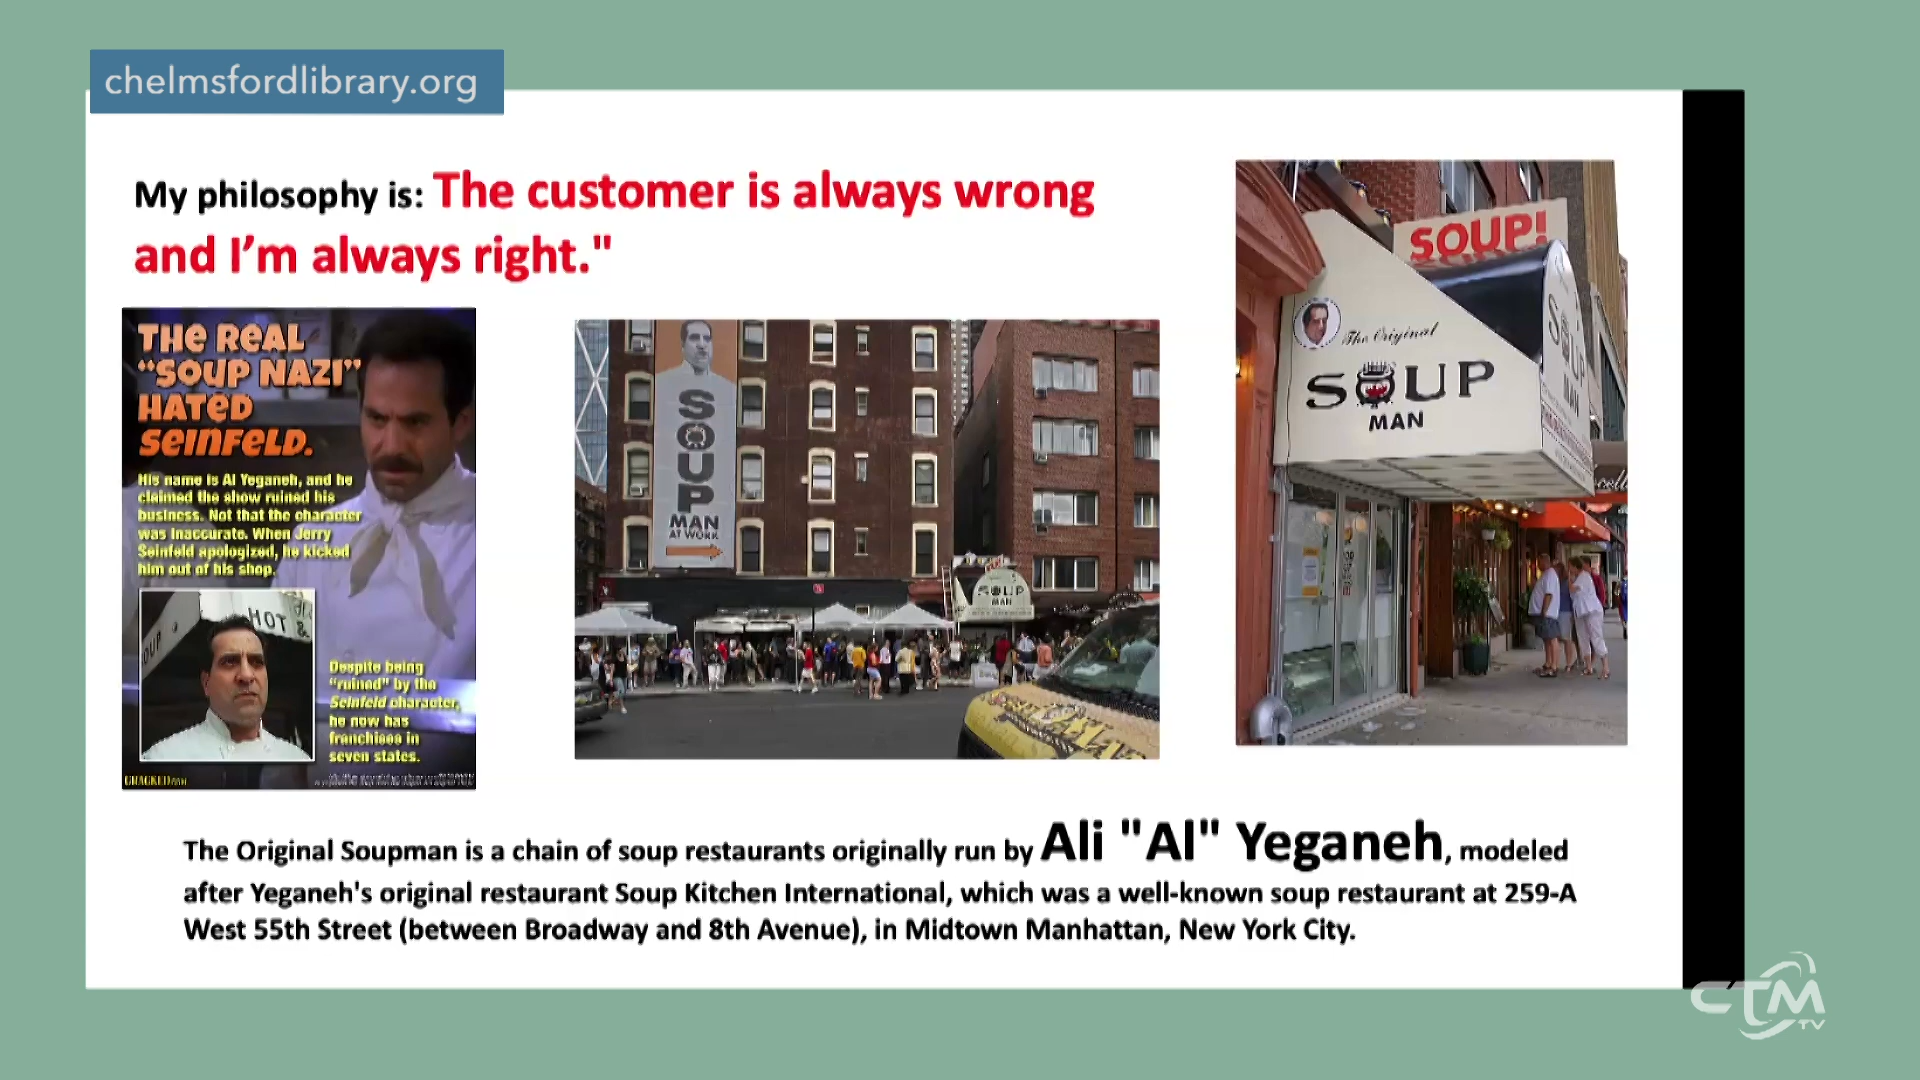 chelmsfordlibrary.org
My philosophy is: The customer is always wrong
and I’m always right."
THE REAL
“SOUP NAZI”
HATED
SEINFELD.
His name is Al Yeganeh, and he
claimed the show ruined his
business. Not that the character
was inaccurate. When Jerry
Seinfeld apologized, he kicked
him out of his shop.
HOT &
SOUP
Despite being
“ruined” by the
Seinfeld character,
he now has
franchises in
seven states.
CRACKED.COM
SOUP
MAN
AT WORK
SOUP
MAN
SOUP!
The Original
SOUP
MAN
SOUP
MAN
The Original Soupman is a chain of soup restaurants originally run by Ali "Al" Yeganeh, modeled
after Yeganeh's original restaurant Soup Kitchen International, which was a well-known soup restaurant at 259-A
West 55th Street (between Broadway and 8th Avenue), in Midtown Manhattan, New York City.
CTM
TV